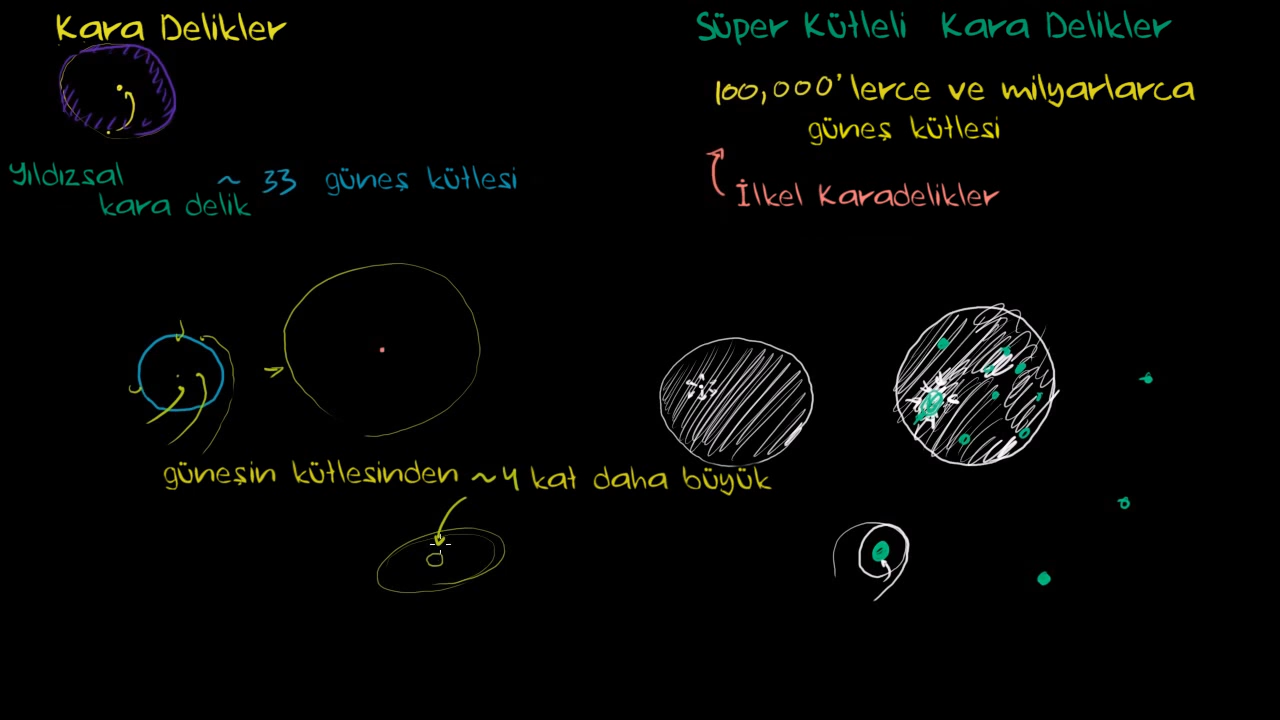 Kara Delikler
Yıldızsal
kara delik
~ 33 güneş kütlesi
Süper Kütleli Kara Delikler
100,000'lerce ve milyarlarca
güneş kütlesi
İlkel Karadelikler
güneşin kütlesinden ~4 kat daha büyük